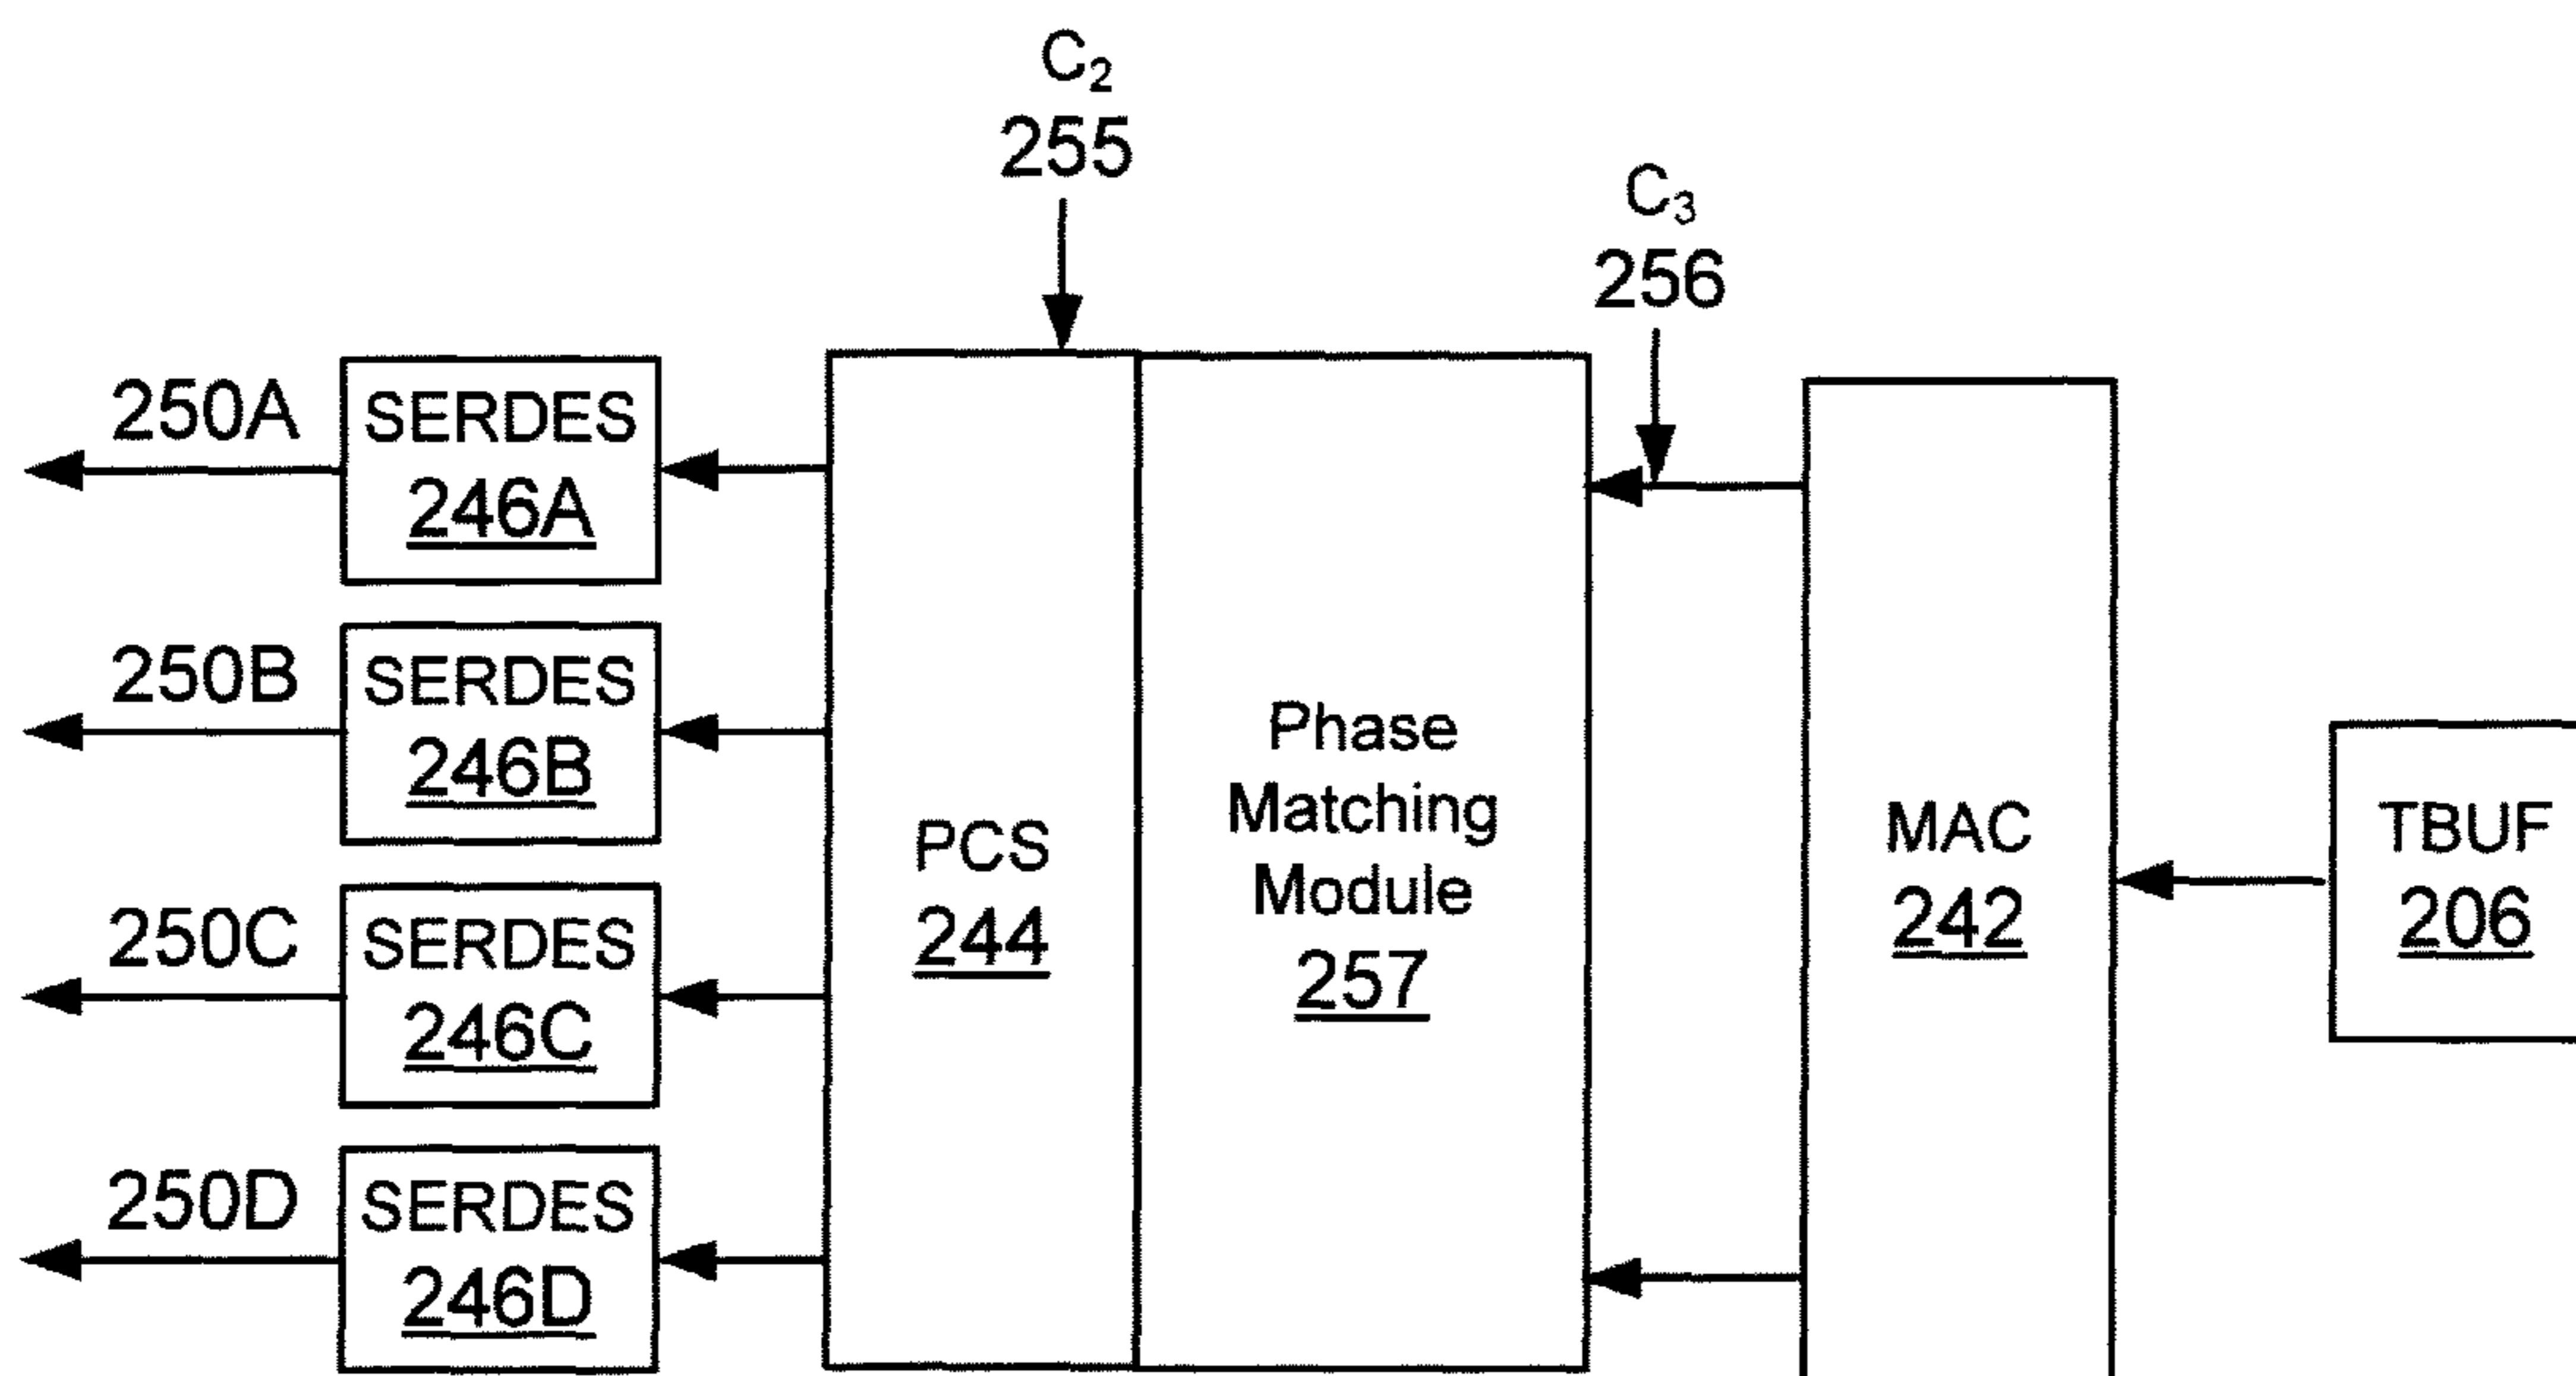 C2
255
C3
256
250A
SERDES
246A
250B
SERDES
246B
250C
SERDES
246C
250D
SERDES
246D
PCS
244
Phase
Matching
Module
257
MAC
242
TBUF
206